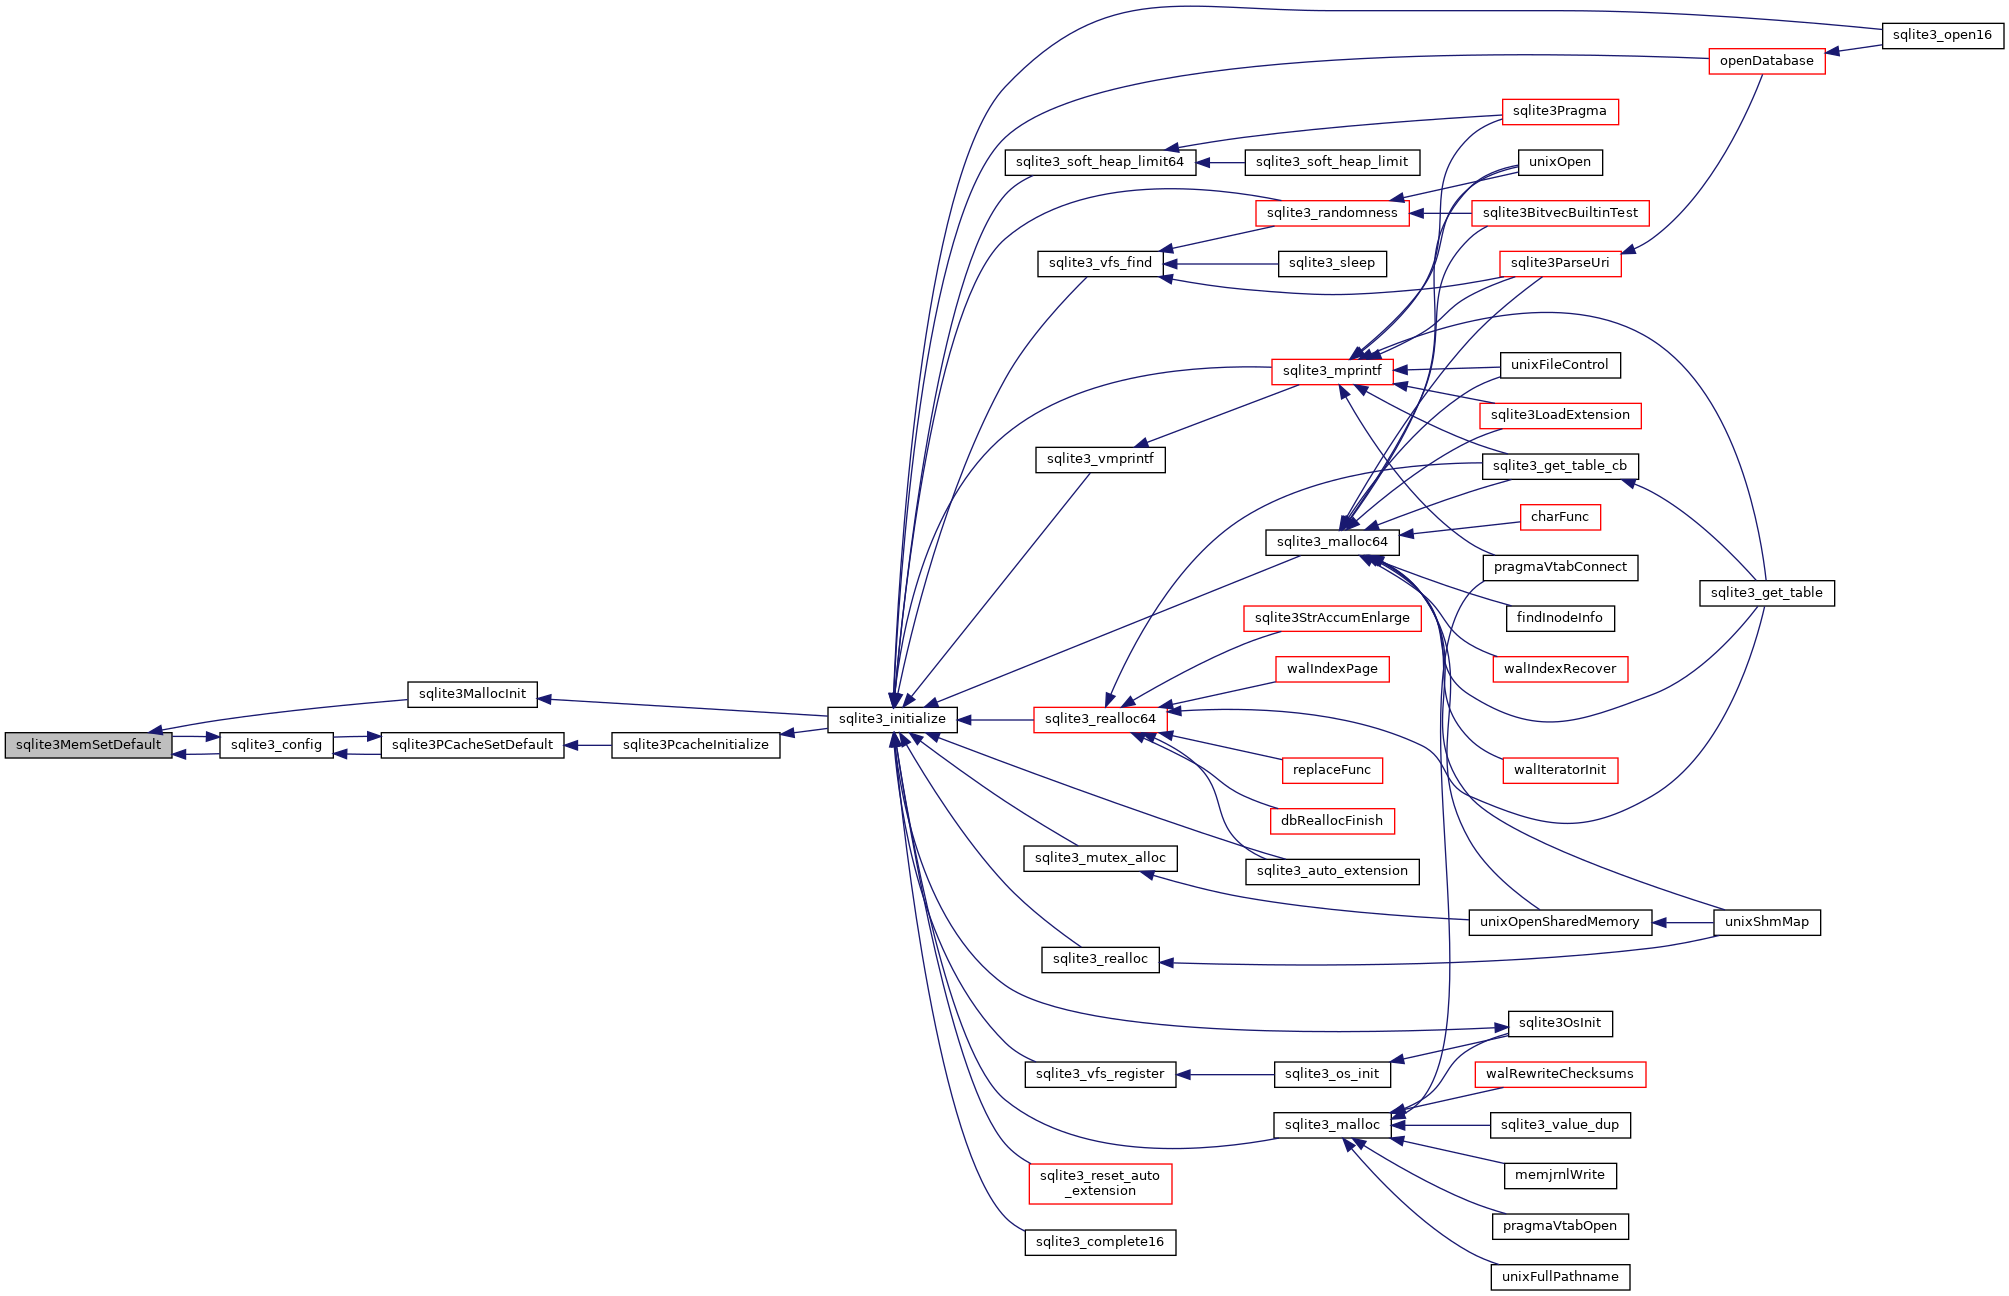 sqlite3_open16
openDatabase
sqlite3Pragma
sqlite3_soft_heap_limit64
sqlite3_soft_heap_limit
unixOpen
sqlite3_randomness
sqlite3BitvecBuiltinTest
sqlite3_vfs_find
sqlite3_sleep
sqlite3ParseUri
sqlite3_mprintf
unixFileControl
sqlite3LoadExtension
sqlite3_vmprintf
sqlite3_get_table_cb
charFunc
sqlite3_malloc64
pragmaVtabConnect
sqlite3_get_table
findInodeInfo
sqlite3StrAccumEnlarge
walIndexPage
walIndexRecover
sqlite3MallocInit
sqlite3_initialize
sqlite3_realloc64
sqlite3MemSetDefault
sqlite3_config
sqlite3PCacheSetDefault
sqlite3PcacheInitialize
replaceFunc
walIteratorInit
dbReallocFinish
sqlite3_mutex_alloc
sqlite3_auto_extension
unixOpenSharedMemory
unixShmMap
sqlite3_realloc
sqlite3OsInit
sqlite3_vfs_register
sqlite3_os_init
walRewriteChecksums
sqlite3_malloc
sqlite3_value_dup
memjrnlWrite
sqlite3_reset_auto
_extension
pragmaVtabOpen
sqlite3_complete16
unixFullPathname